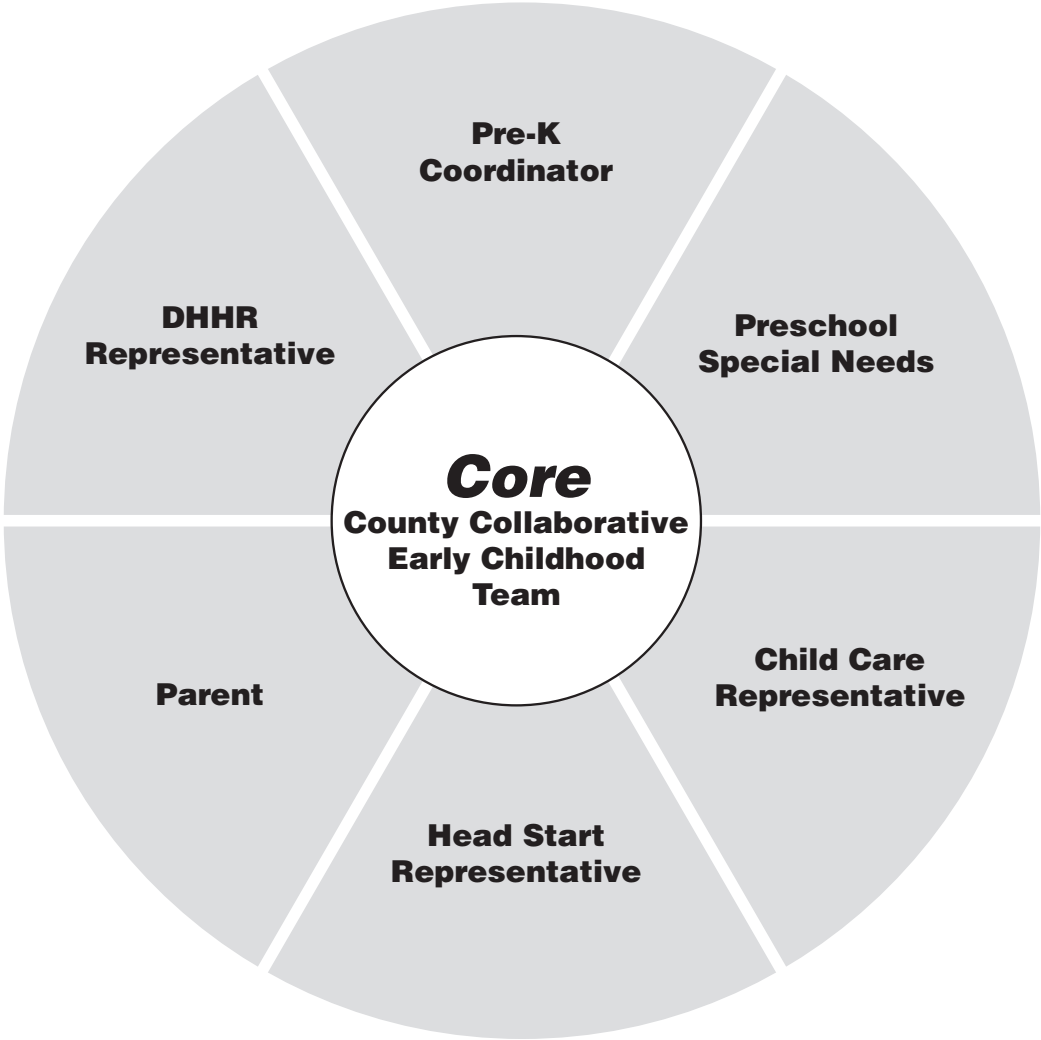 Pre-K
Coordinator
DHHR
Representative
Preschool
Special Needs
Core
County Collaborative
Early Childhood
Team
Child Care
Representative
Parent
Head Start
Representative